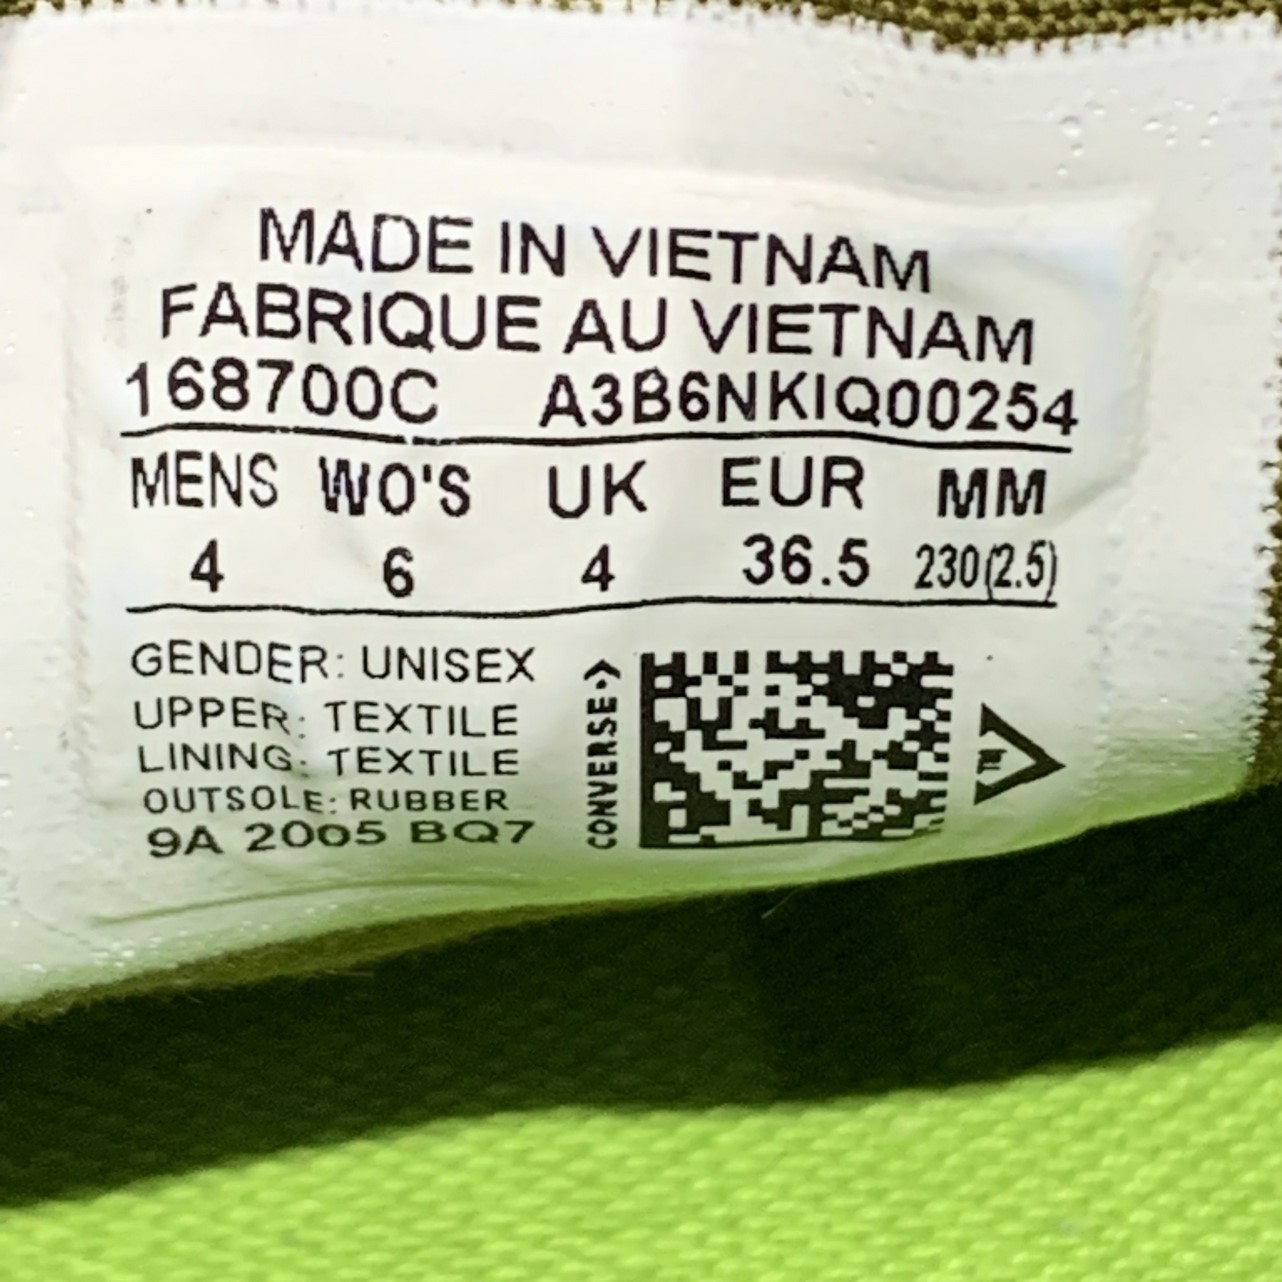 MADE IN VIETNAM
FABRIQUE AU VIETNAM
168700C A3B6NKIQ00254
MENS WO'S UK EUR MM
4 6 4 36.5 230(2.5)
GENDER: UNISEX
UPPER: TEXTILE
LINING: TEXTILE
OUTSOLE: RUBBER
9A 2005 BQ7
CONVERSE